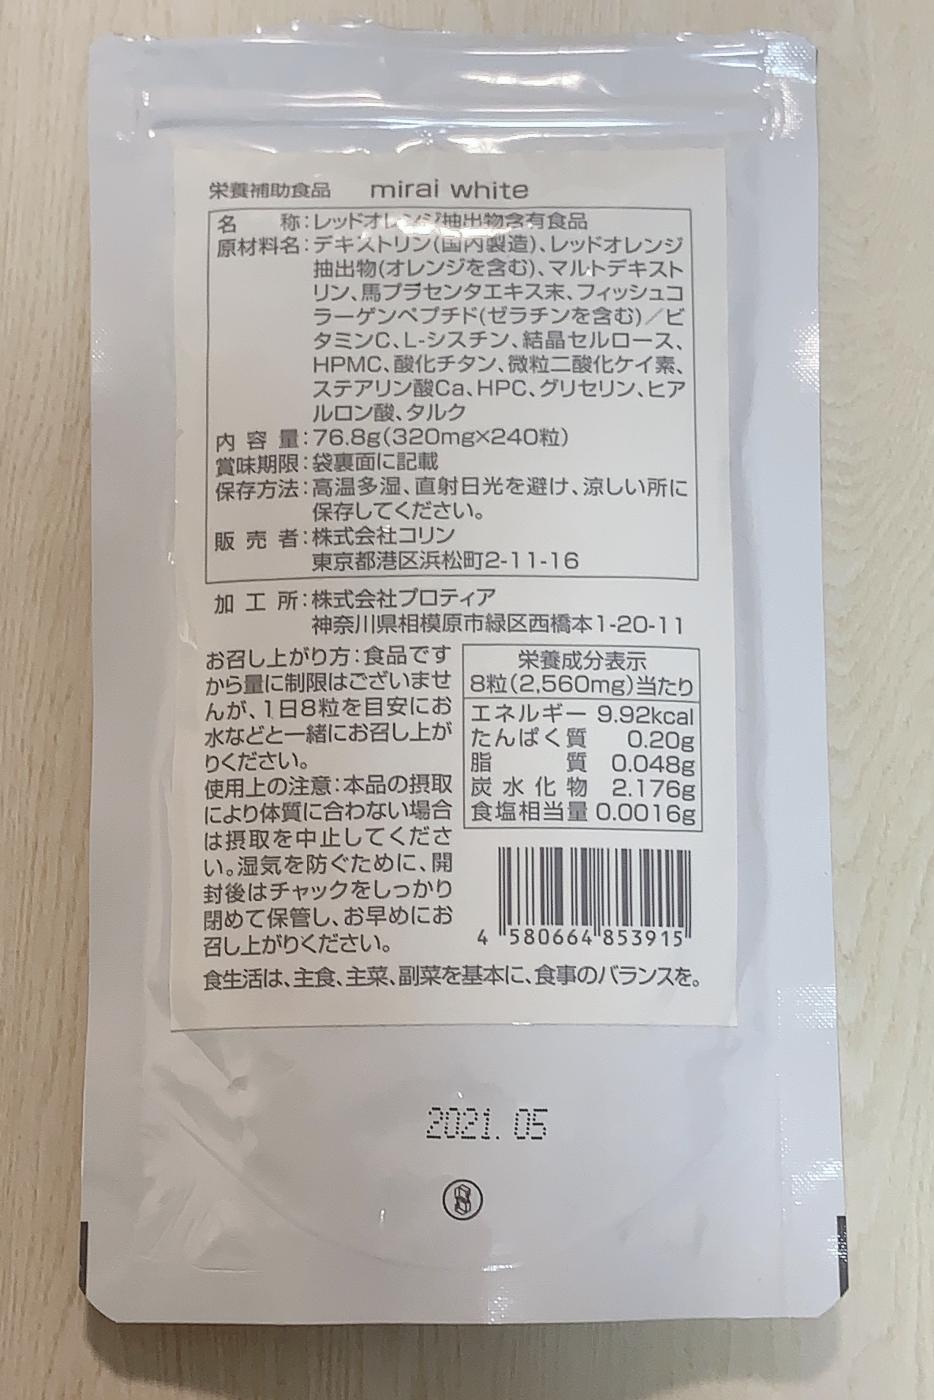 栄養補助食品 mirai white
名称:レッドオレンジ抽出物含有食品
原材料名:デキストリン(国内製造)、レッドオレンジ
抽出物(オレンジを含む)、マルトデキスト
リン、馬プラセンタエキス末、フィッシュコ
ラーゲンペプチド(ゼラチンを含む)/ビ
タミンC、L-シスチン、結晶セルロース、
HPMC、酸化チタン、微粒二酸化ケイ素、
ステアリン酸Ca、HPC、グリセリン、ヒア
ルロン酸、タルク
内容量:76.8g(320mg×240粒)
賞味期限:袋裏面に記載
保存方法:高温多湿、直射日光を避け、涼しい所に
保存してください。
販売者:株式会社コリン
東京都港区浜松町2-11-16
加工所:株式会社プロティア
神奈川県相模原市緑区西橋本1-20-11
お召し上がり方:食品です
から量に制限はございませ
んが、1日8粒を目安にお
水などと一緒にお召し上が
りください。
使用上の注意:本品の摂取
により体質に合わない場合
は摂取を中止してくださ
い。湿気を防ぐために、開
封後はチャックをしっかり
閉めて保管し、お早めにお
召し上がりください。
栄養成分表示
8粒(2,560mg)当たり
エネルギー 9.92kcal
たんぱく質 0.20g
脂質 0.048g
炭水化物 2.176g
食塩相当量 0.0016g
4 580664 853915
食生活は、主食、主菜、副菜を基本に、食事のバランスを。
2021.05